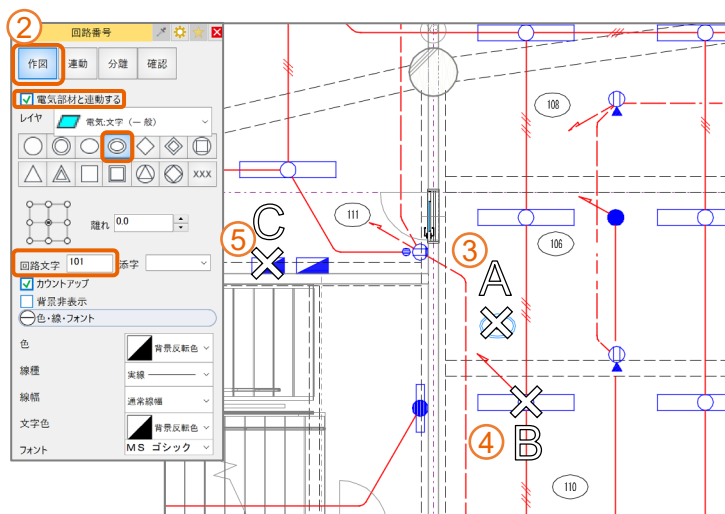 ②
回路番号
作図 連動 分離 確認
電気部材と連動する
レイヤ 電気:文字 (一般)
xxx
離れ 0.0
回路文字 101 添字
カウントアップ
背景非表示
色・線・フォント
色 背景反転色
線種 実線
線幅 通常線幅
文字色 背景反転色
フォント MS ゴシック
108
111
106
110
③
A
④
B
⑤
C